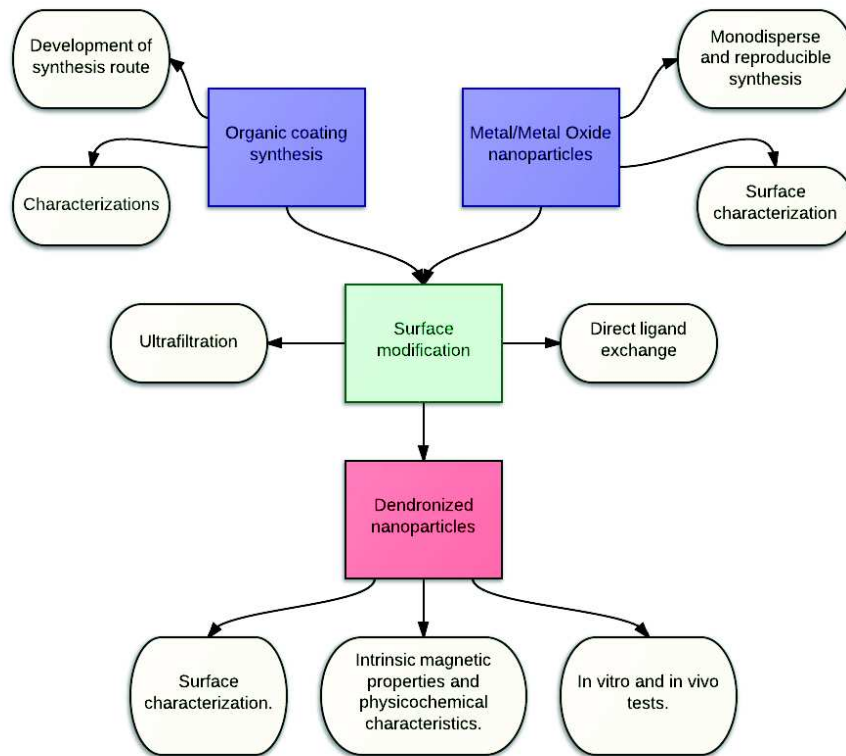 Development of
synthesis route
Monodisperse
and reproducible
synthesis
Organic coating
synthesis
Metal/Metal Oxide
nanoparticles
Characterizations
Surface
characterization
Ultrafiltration
Surface
modification
Direct ligand
exchange
Dendronized
nanoparticles
Surface
characterization.
Intrinsic magnetic
properties and
physicochemical
characteristics.
In vitro and in vivo
tests.